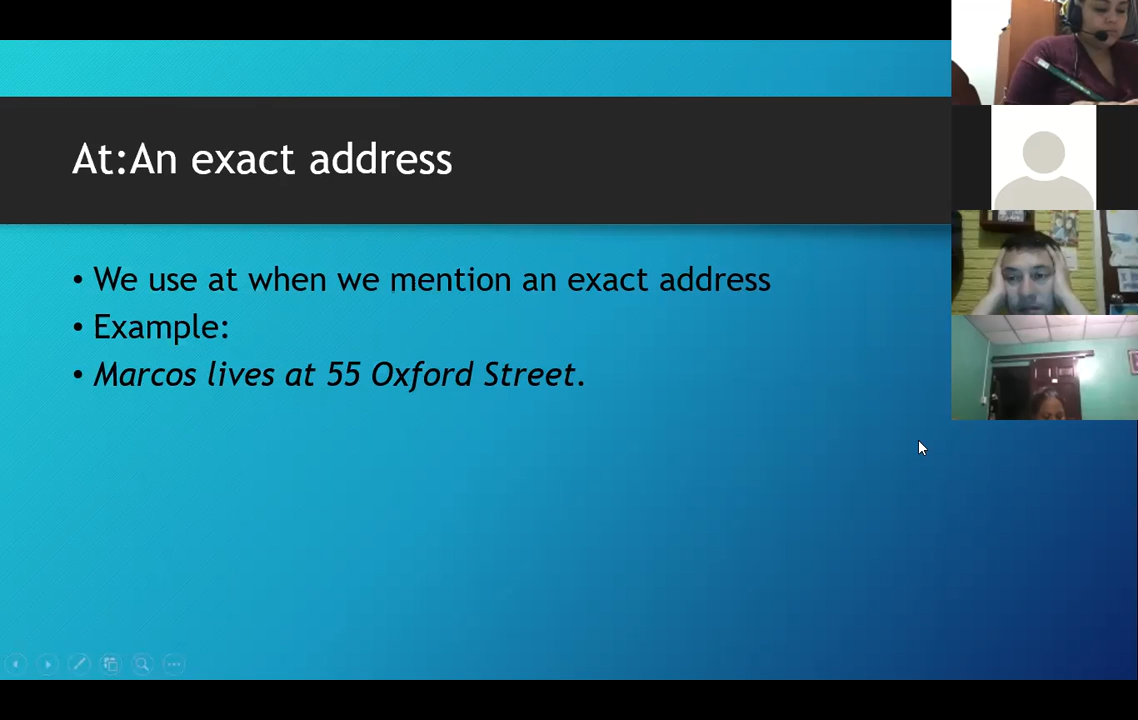 At:An exact address
• We use at when we mention an exact address
• Example:
• Marcos lives at 55 Oxford Street.